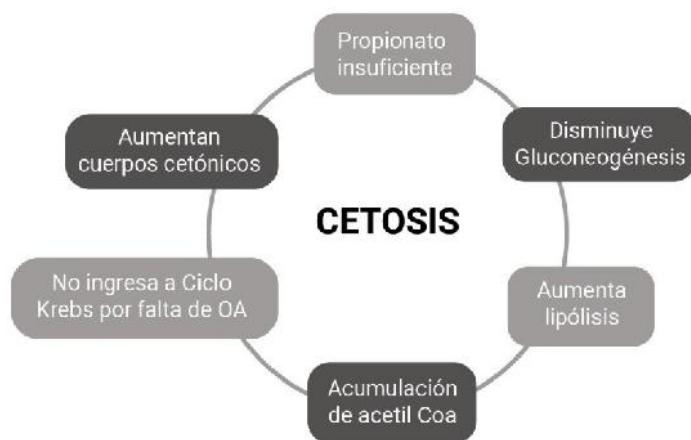 Propionato
insuficiente
Disminuye
Gluconeogénesis
Aumenta
lipólisis
Acumulación
de acetil Coa
No ingresa a Ciclo
Krebs por falta de OA
Aumentan
cuerpos cetónicos
CETOSIS